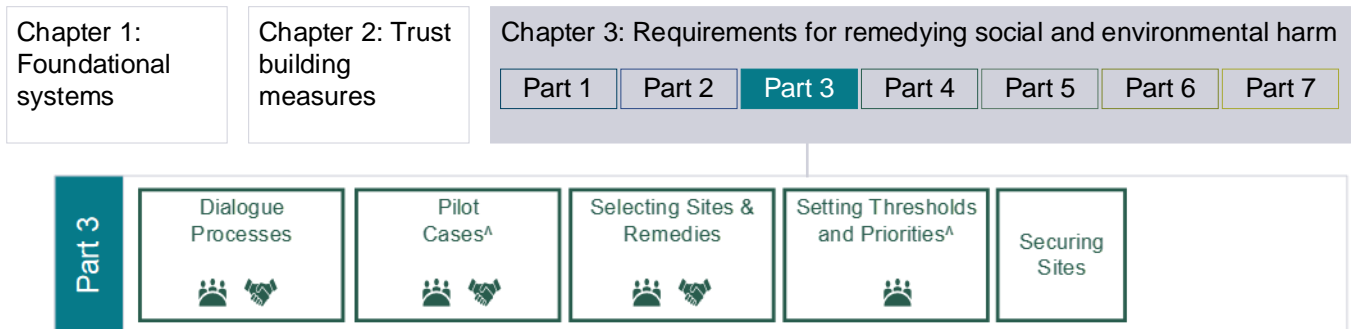 Chapter 1:
Foundational
systems
Chapter 2: Trust
building
measures
Chapter 3: Requirements for remedying social and environmental harm
Part 1
Part 2
Part 3
Part 4
Part 5
Part 6
Part 7
Part 3
Dialogue
Processes
Pilot
Cases^
Selecting Sites &
Remedies
Setting Thresholds
and Priorities^
Securing
Sites